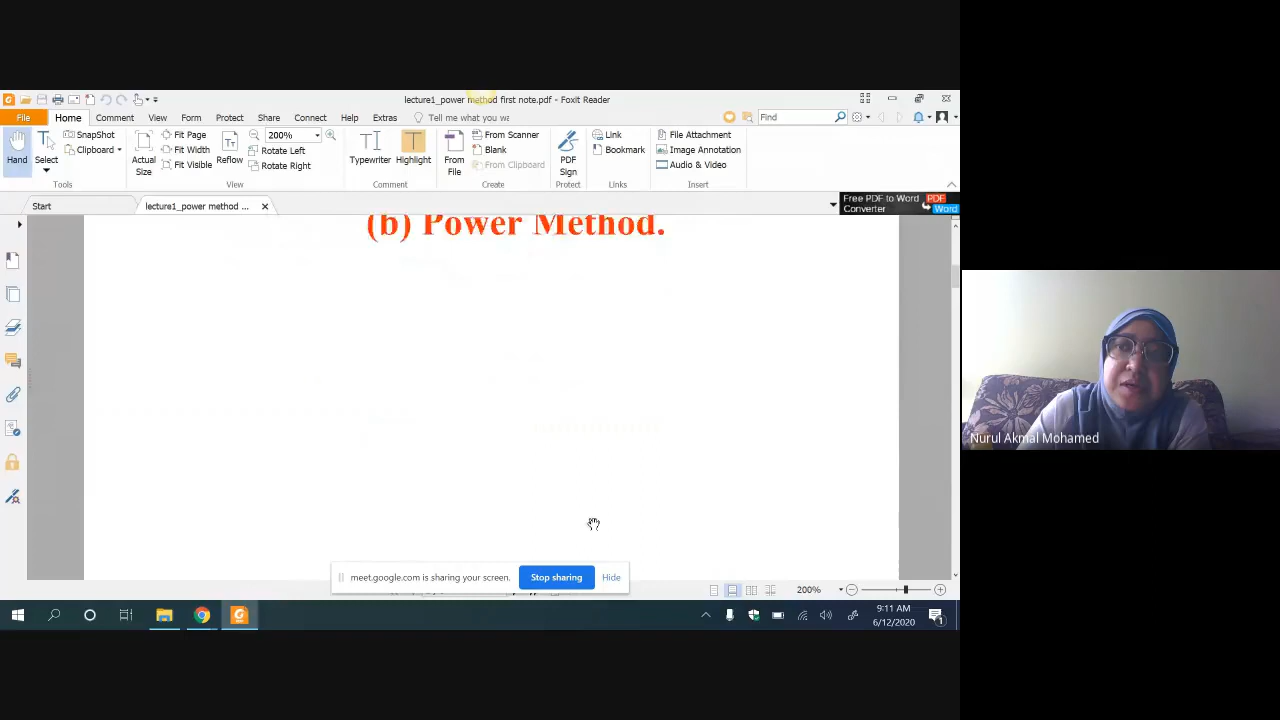 lecture1_power method first note.pdf - Foxit Reader
File Home Comment View Form Protect Share Connect Help Extras Tell me what you wa Find
Hand Select SnapShot Clipboard
Actual Size Fit Page Fit Width Fit Visible Reflow 200% Rotate Left Rotate Right
Typewriter Highlight From File From Scanner Blank From Clipboard
PDF Sign Link Bookmark File Attachment Image Annotation Audio & Video
Tools View Comment Create Protect Links Insert
Start lecture1_power method ... Free PDF to Word Converter PDF Word
(b) Power Method.
Nurul Akmal Mohamed
meet.google.com is sharing your screen. Stop sharing Hide
200%
9:11 AM
6/12/2020